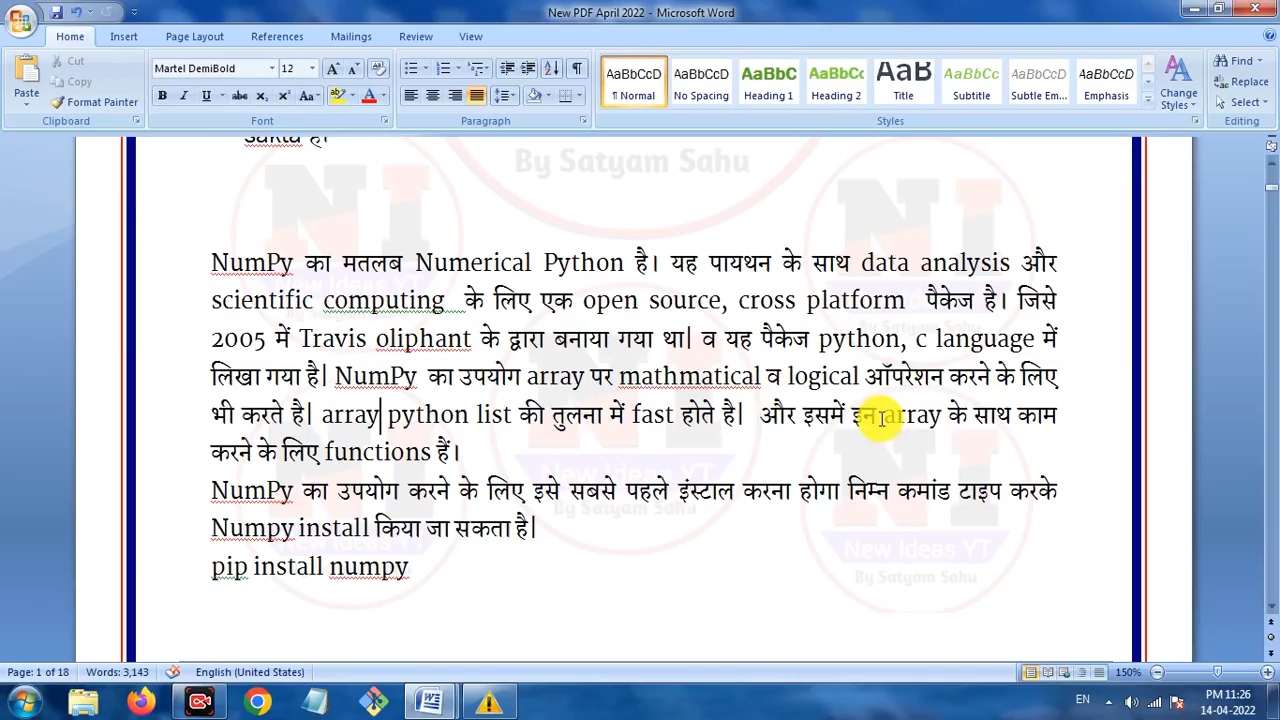 New PDF April 2022 - Microsoft Word
Home Insert Page Layout References Mailings Review View
Cut
Copy
Format Painter
Paste
Clipboard
Martel DemiBold 12
Font
Paragraph
AaBbCcD AaBbCcD AaBbC AaBbCc AaB AaBbCc AaBbCcD AaBbCcD
¶ Normal No Spacing Heading 1 Heading 2 Title Subtitle Subtle Em... Emphasis
Change Styles
Styles
Find
Replace
Select
Editing
By Satyam Sahu
NumPy का मतलब Numerical Python है। यह पायथन के साथ data analysis और
scientific computing के लिए एक open source, cross platform पैकेज है। जिसे
2005 में Travis oliphant के द्वारा बनाया गया था| व यह पैकेज python, c language में
लिखा गया है| NumPy का उपयोग array पर mathmatical व logical ऑपरेशन करने के लिए
भी करते है| array python list की तुलना में fast होते है| और इसमें इन array के साथ काम
करने के लिए functions हैं।
NumPy का उपयोग करने के लिए इसे सबसे पहले इंस्टाल करना होगा निम्न कमांड टाइप करके
Numpy install किया जा सकता है|
pip install numpy
New Ideas YT
By Satyam Sahu
Page: 1 of 18 Words: 3,143 English (United States) 150%
EN PM 11:26
14-04-2022